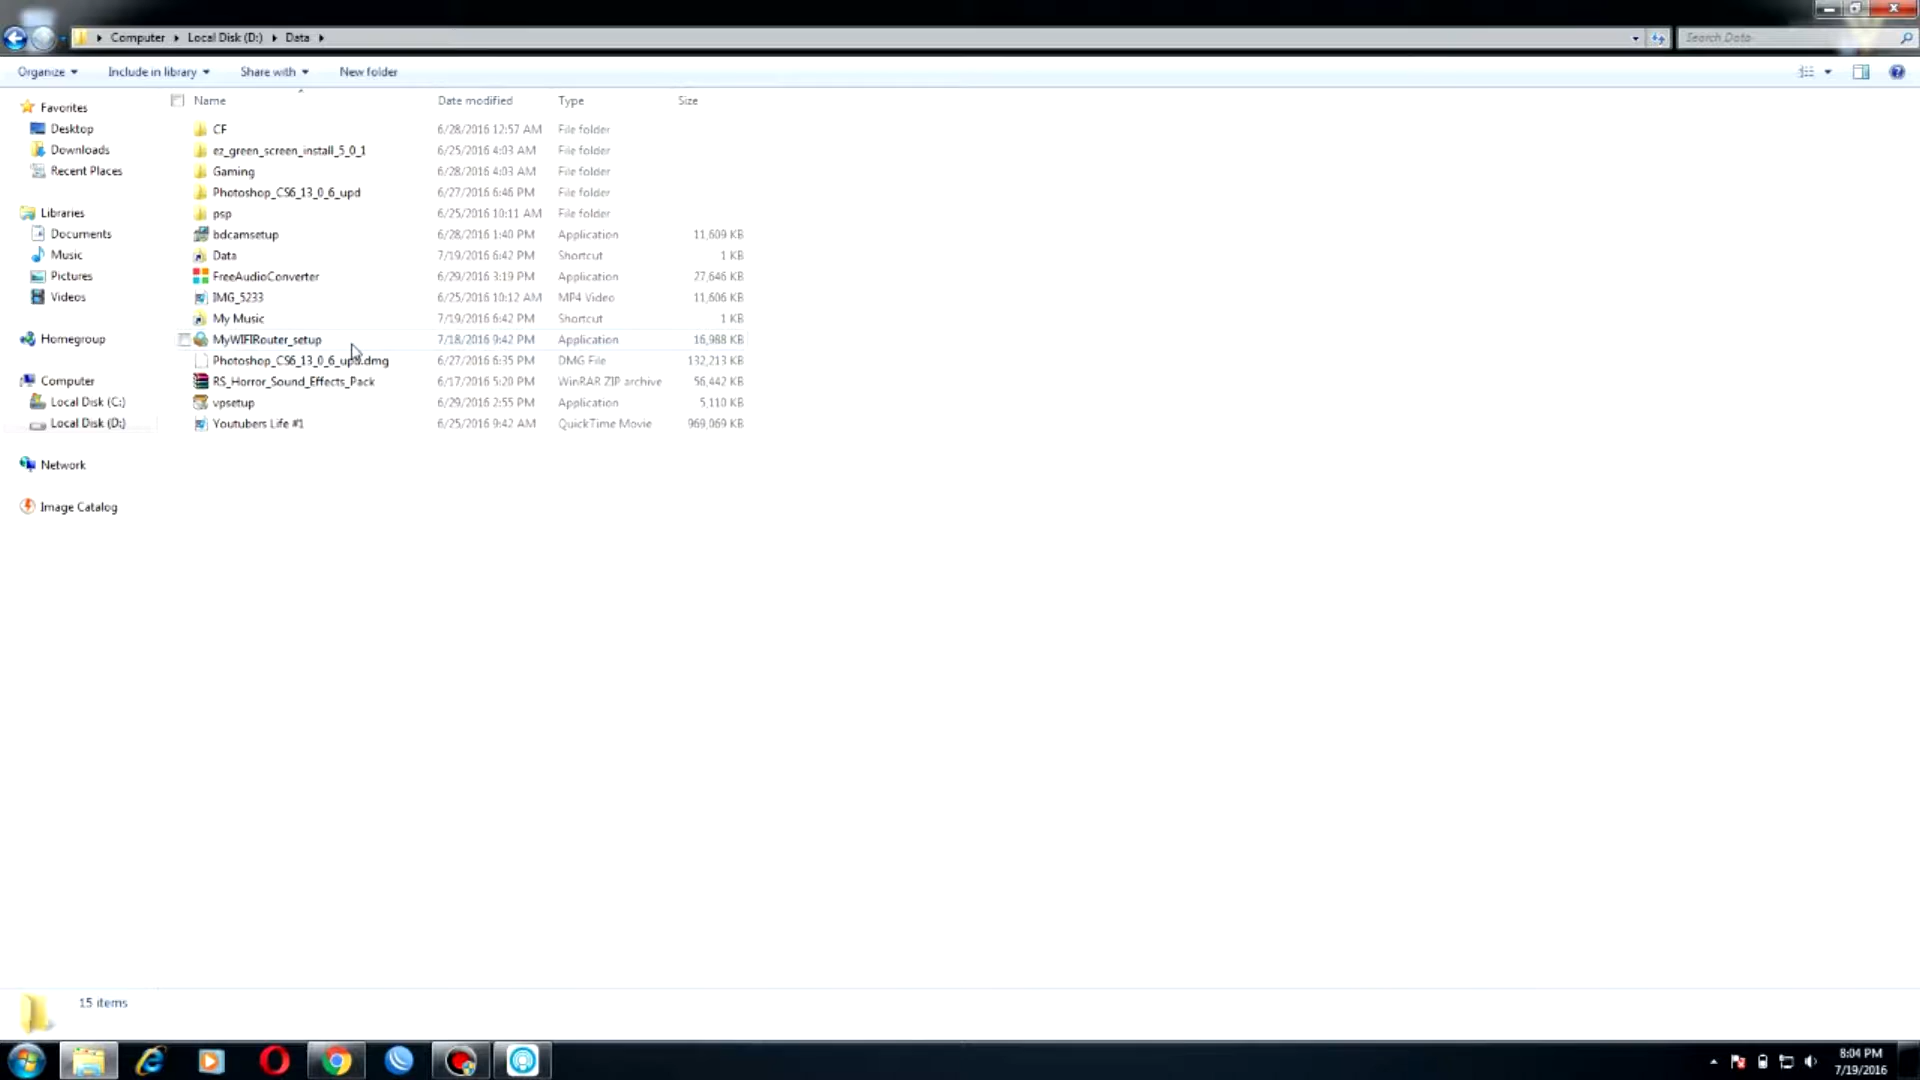 Computer Local Disk (D:) Data
Search Data
Organize Include in library Share with New folder
Name Date modified Type Size
Favorites
Desktop
Downloads
Recent Places
Libraries
Documents
Music
Pictures
Videos
Homegroup
Computer
Local Disk (C:)
Local Disk (D:)
Network
Image Catalog
CF 6/28/2016 12:57 AM File folder
ez_green_screen_install_5_0_1 6/25/2016 4:03 AM File folder
Gaming 6/28/2016 4:03 AM File folder
Photoshop_CS6_13_0_6_upd 6/27/2016 6:46 PM File folder
psp 6/25/2016 10:11 AM File folder
bdcamsetup 6/28/2016 1:40 PM Application 11,609 KB
Data 7/19/2016 6:42 PM Shortcut 1 KB
FreeAudioConverter 6/29/2016 3:19 PM Application 27,646 KB
IMG_5233 6/25/2016 10:12 AM MP4 Video 11,606 KB
My Music 7/19/2016 6:42 PM Shortcut 1 KB
MyWIFIRouter_setup 7/18/2016 9:42 PM Application 16,988 KB
Photoshop_CS6_13_0_6_upd.dmg 6/27/2016 6:35 PM DMG File 132,213 KB
RS_Horror_Sound_Effects_Pack 6/17/2016 5:20 PM WinRAR ZIP archive 56,442 KB
vpsetup 6/29/2016 2:55 PM Application 5,110 KB
Youtubers Life #1 6/25/2016 9:42 AM QuickTime Movie 969,069 KB
15 items
8:04 PM
7/19/2016